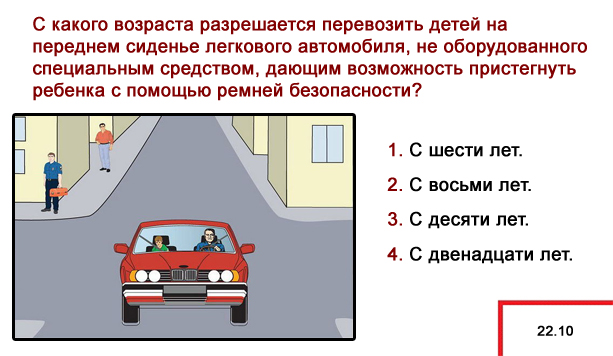 С какого возраста разрешается перевозить детей на
переднем сиденье легкового автомобиля, не оборудованного
специальным средством, дающим возможность пристегнуть
ребенка с помощью ремней безопасности?
1. С шести лет.
2. С восьми лет.
3. С десяти лет.
4. С двенадцати лет.
22.10